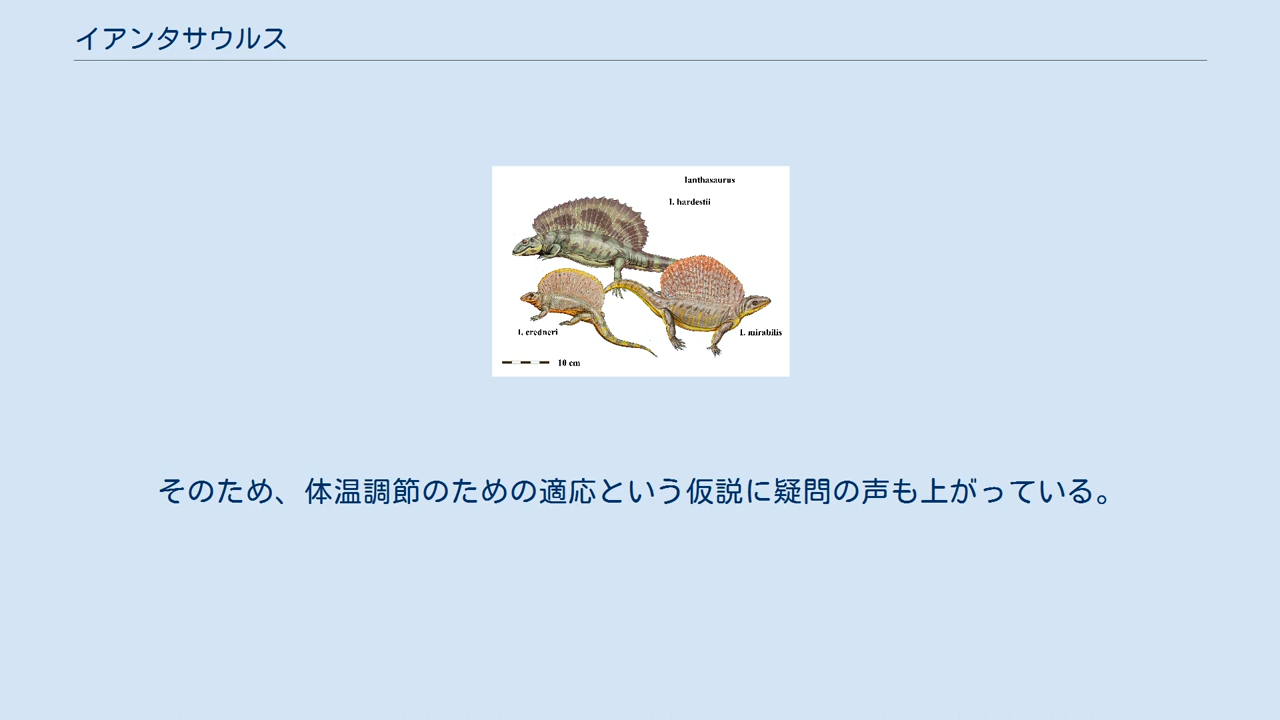 イアンタサウルス
Ianthasaurus
I. hardestii
I. credneri
I. mirabilis
10 cm
そのため、体温調節のための適応という仮説に疑問の声も上がっている。